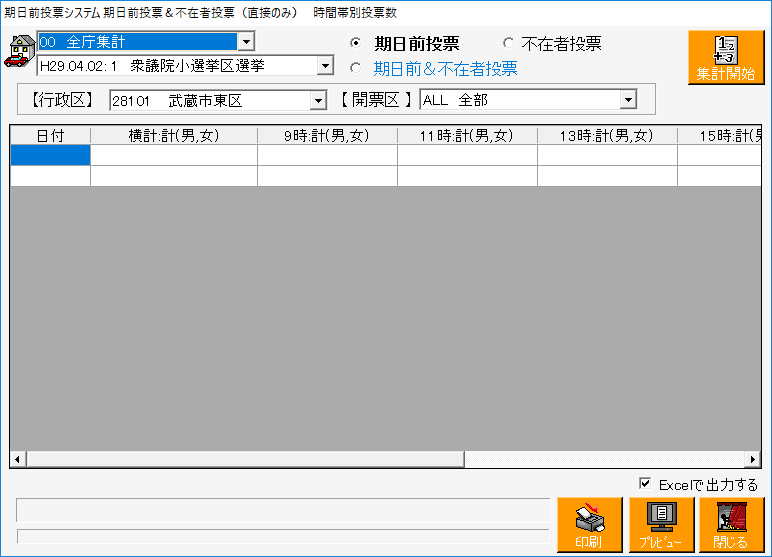 期日前投票システム 期日前投票＆不在者投票（直接のみ） 時間帯別投票数
00 全庁集計
期日前投票 不在者投票
H29.04.02:1 衆議院小選挙区選挙
期日前＆不在者投票
集計開始
【行政区】 28101 武蔵市東区 【 開票区 】 ALL 全部
日付 横計:計(男,女) 9時:計(男,女) 11時:計(男,女) 13時:計(男,女) 15時:計(男
Excelで出力する
印刷 プレビュー 閉じる